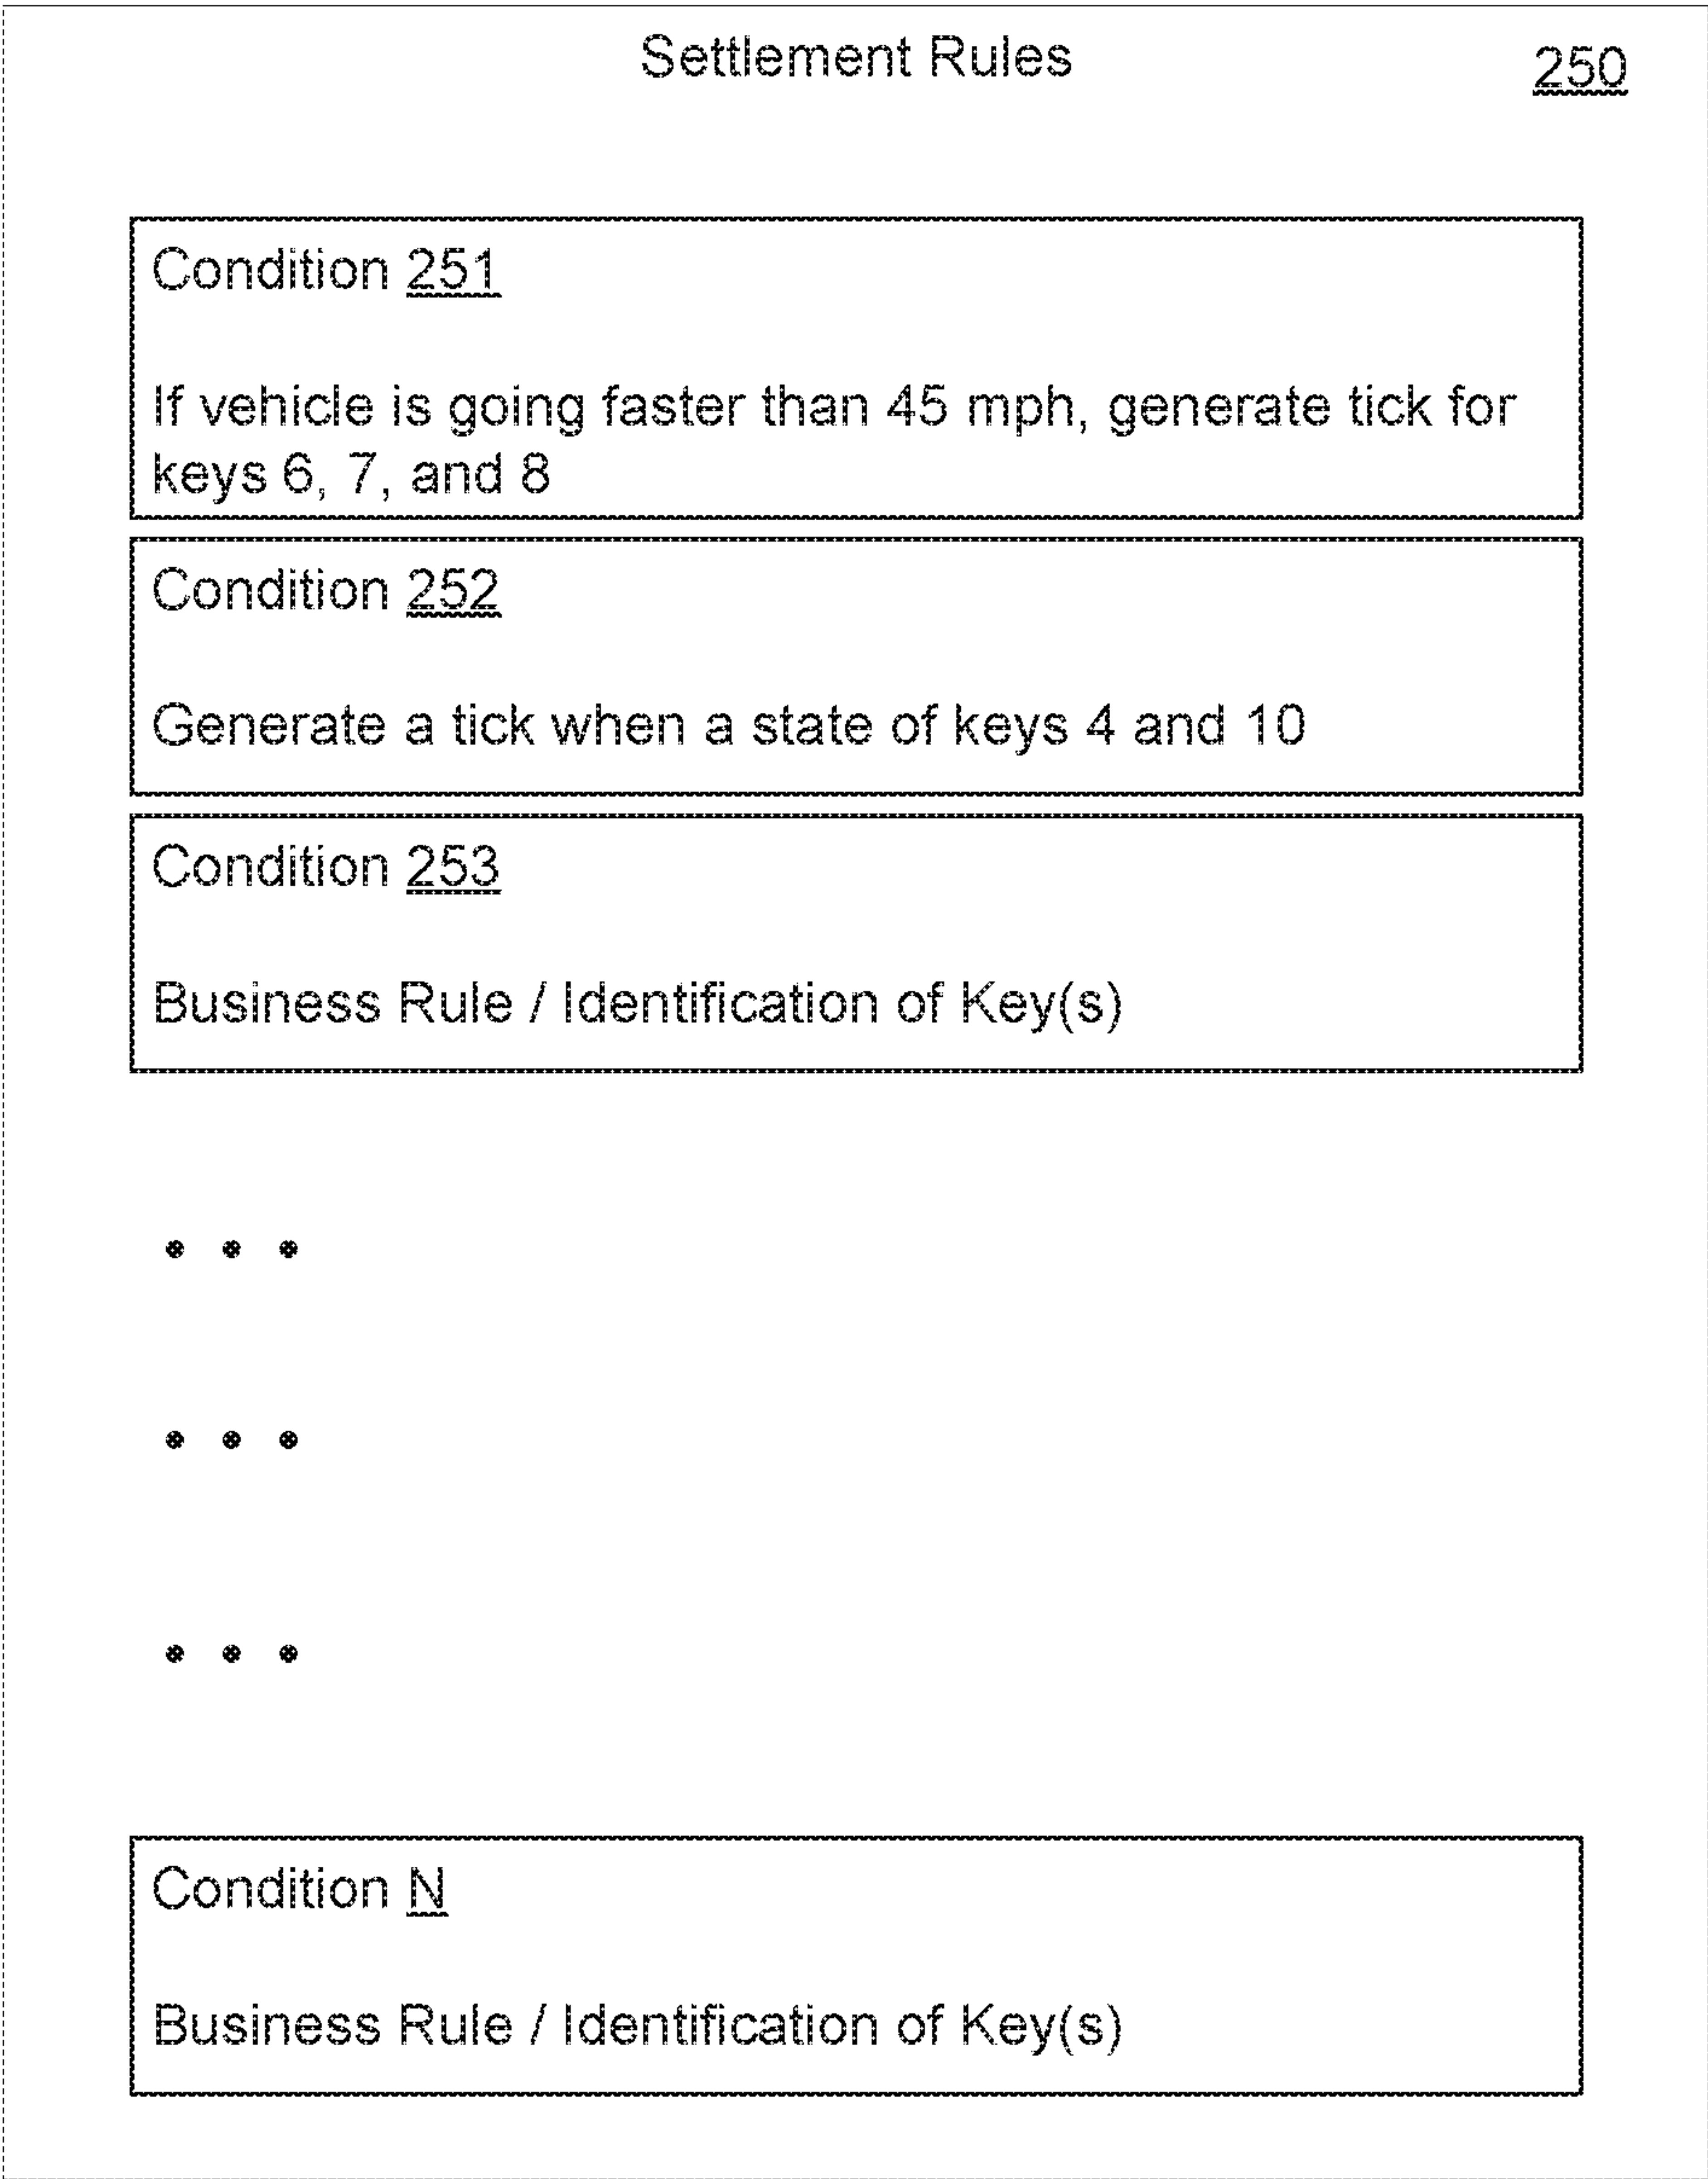 Settlement Rules
250
Condition 251
If vehicle is going faster than 45 mph, generate tick for
keys 6, 7, and 8
Condition 252
Generate a tick when a state of keys 4 and 10
Condition 253
Business Rule / Identification of Key(s)
• • •
• • •
• • •
Condition N
Business Rule / Identification of Key(s)